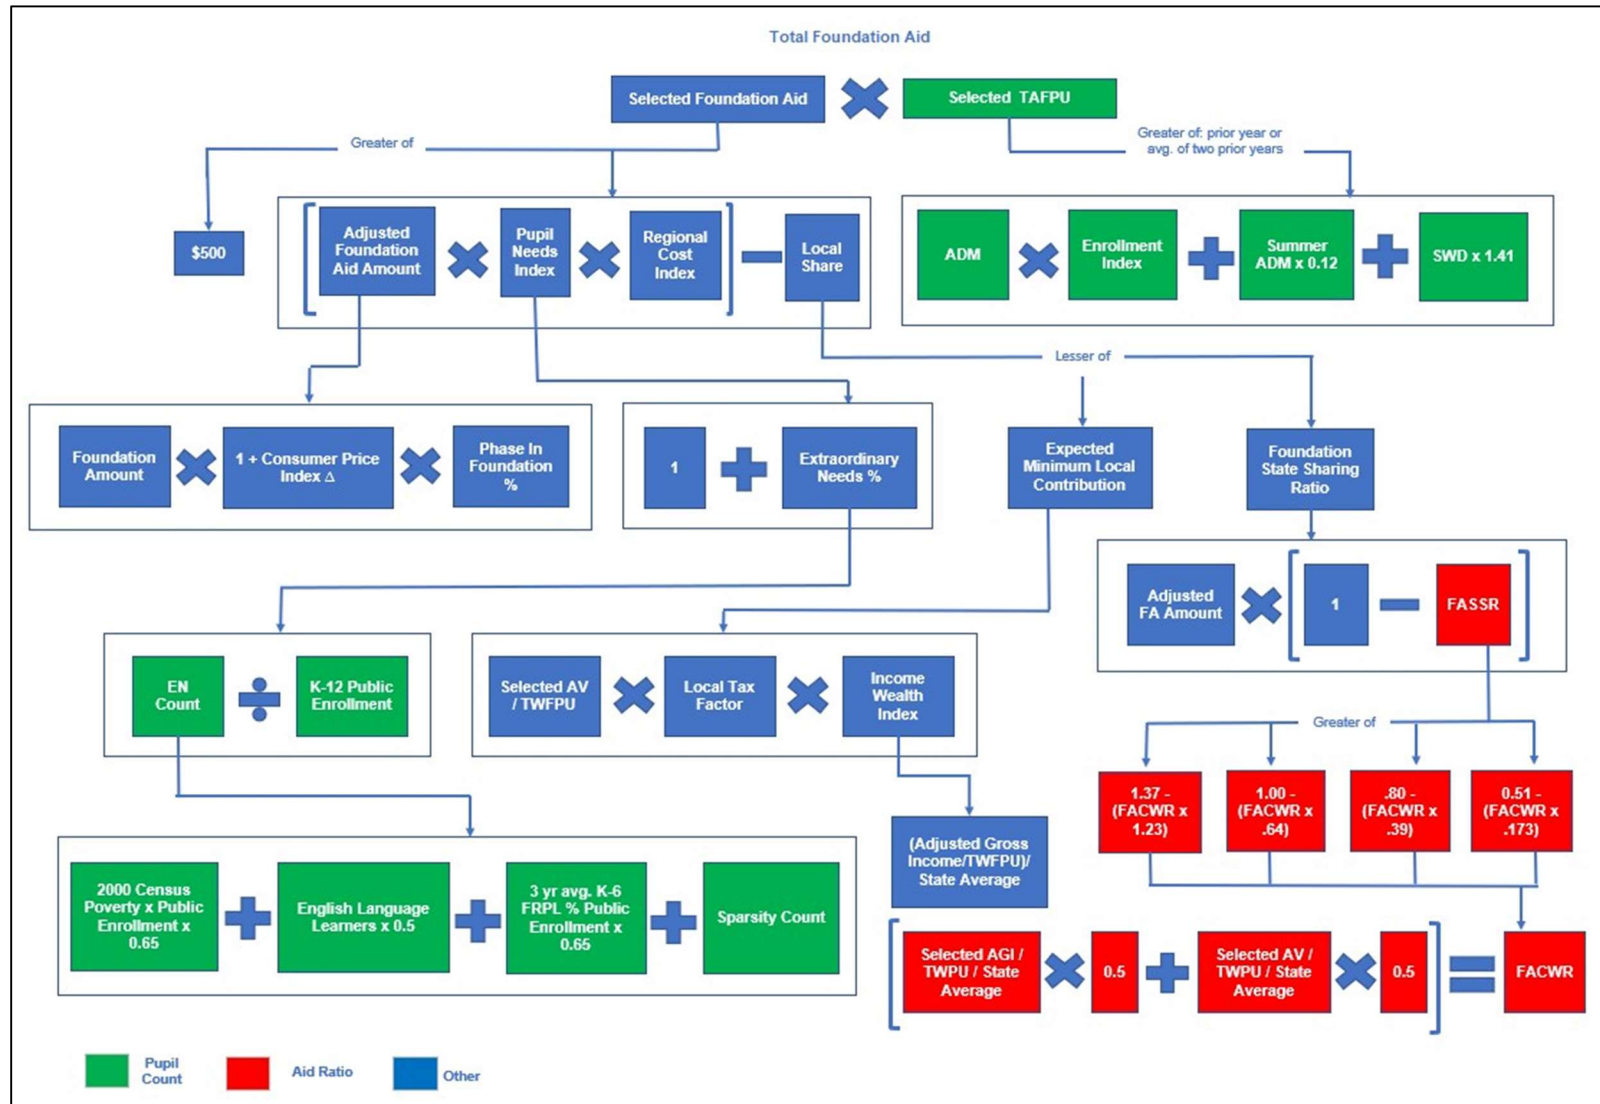 Total Foundation Aid
Selected Foundation Aid
Selected TAFPU
Greater of
Greater of: prior year or
avg. of two prior years
$500
Adjusted
Foundation
Aid Amount
Pupil
Needs
Index
Regional
Cost
Index
Local
Share
ADM
Enrollment
Index
Summer
ADM x 0.12
SWD x 1.41
Lesser of
Foundation
Amount
1 + Consumer Price
Index Δ
Phase In
Foundation
%
1
Extraordinary
Needs %
Expected
Minimum Local
Contribution
Foundation
State Sharing
Ratio
Adjusted
FA Amount
1
FASSR
EN
Count
K-12 Public
Enrollment
Selected AV
/ TWFPU
Local Tax
Factor
Income
Wealth
Index
Greater of
1.37 -
(FACWR x
1.23)
1.00 -
(FACWR x
.64)
.80 -
(FACWR x
.39)
0.51 -
(FACWR x
.173)
(Adjusted Gross
Income/TWFPU)/
State Average
2000 Census
Poverty x Public
Enrollment x
0.65
English Language
Learners x 0.5
3 yr avg. K-6
FRPL % Public
Enrollment x
0.65
Sparsity Count
Selected AGI /
TWPU / State
Average
0.5
Selected AV /
TWPU / State
Average
0.5
FACWR
Pupil
Count
Aid Ratio
Other